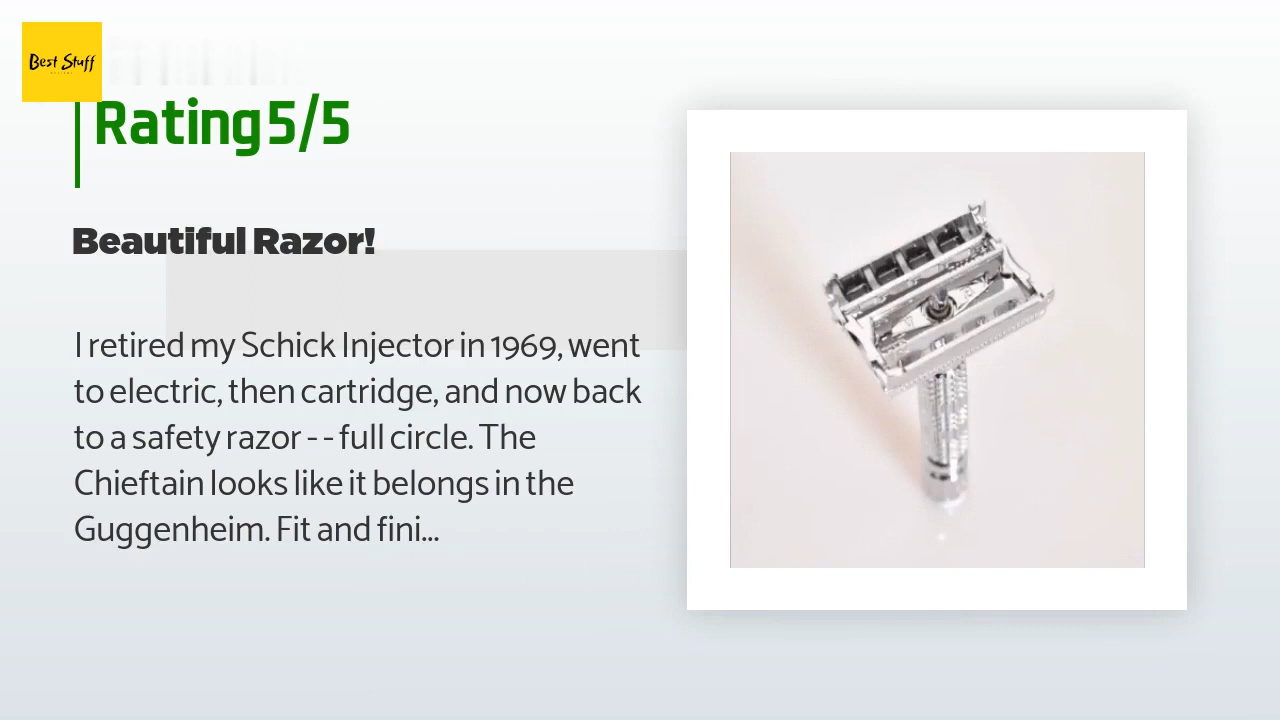 Best Stuff
Rating 5/5
Beautiful Razor!
I retired my Schick Injector in 1969, went
to electric, then cartridge, and now back
to a safety razor - - full circle. The
Chieftain looks like it belongs in the
Guggenheim. Fit and fini...